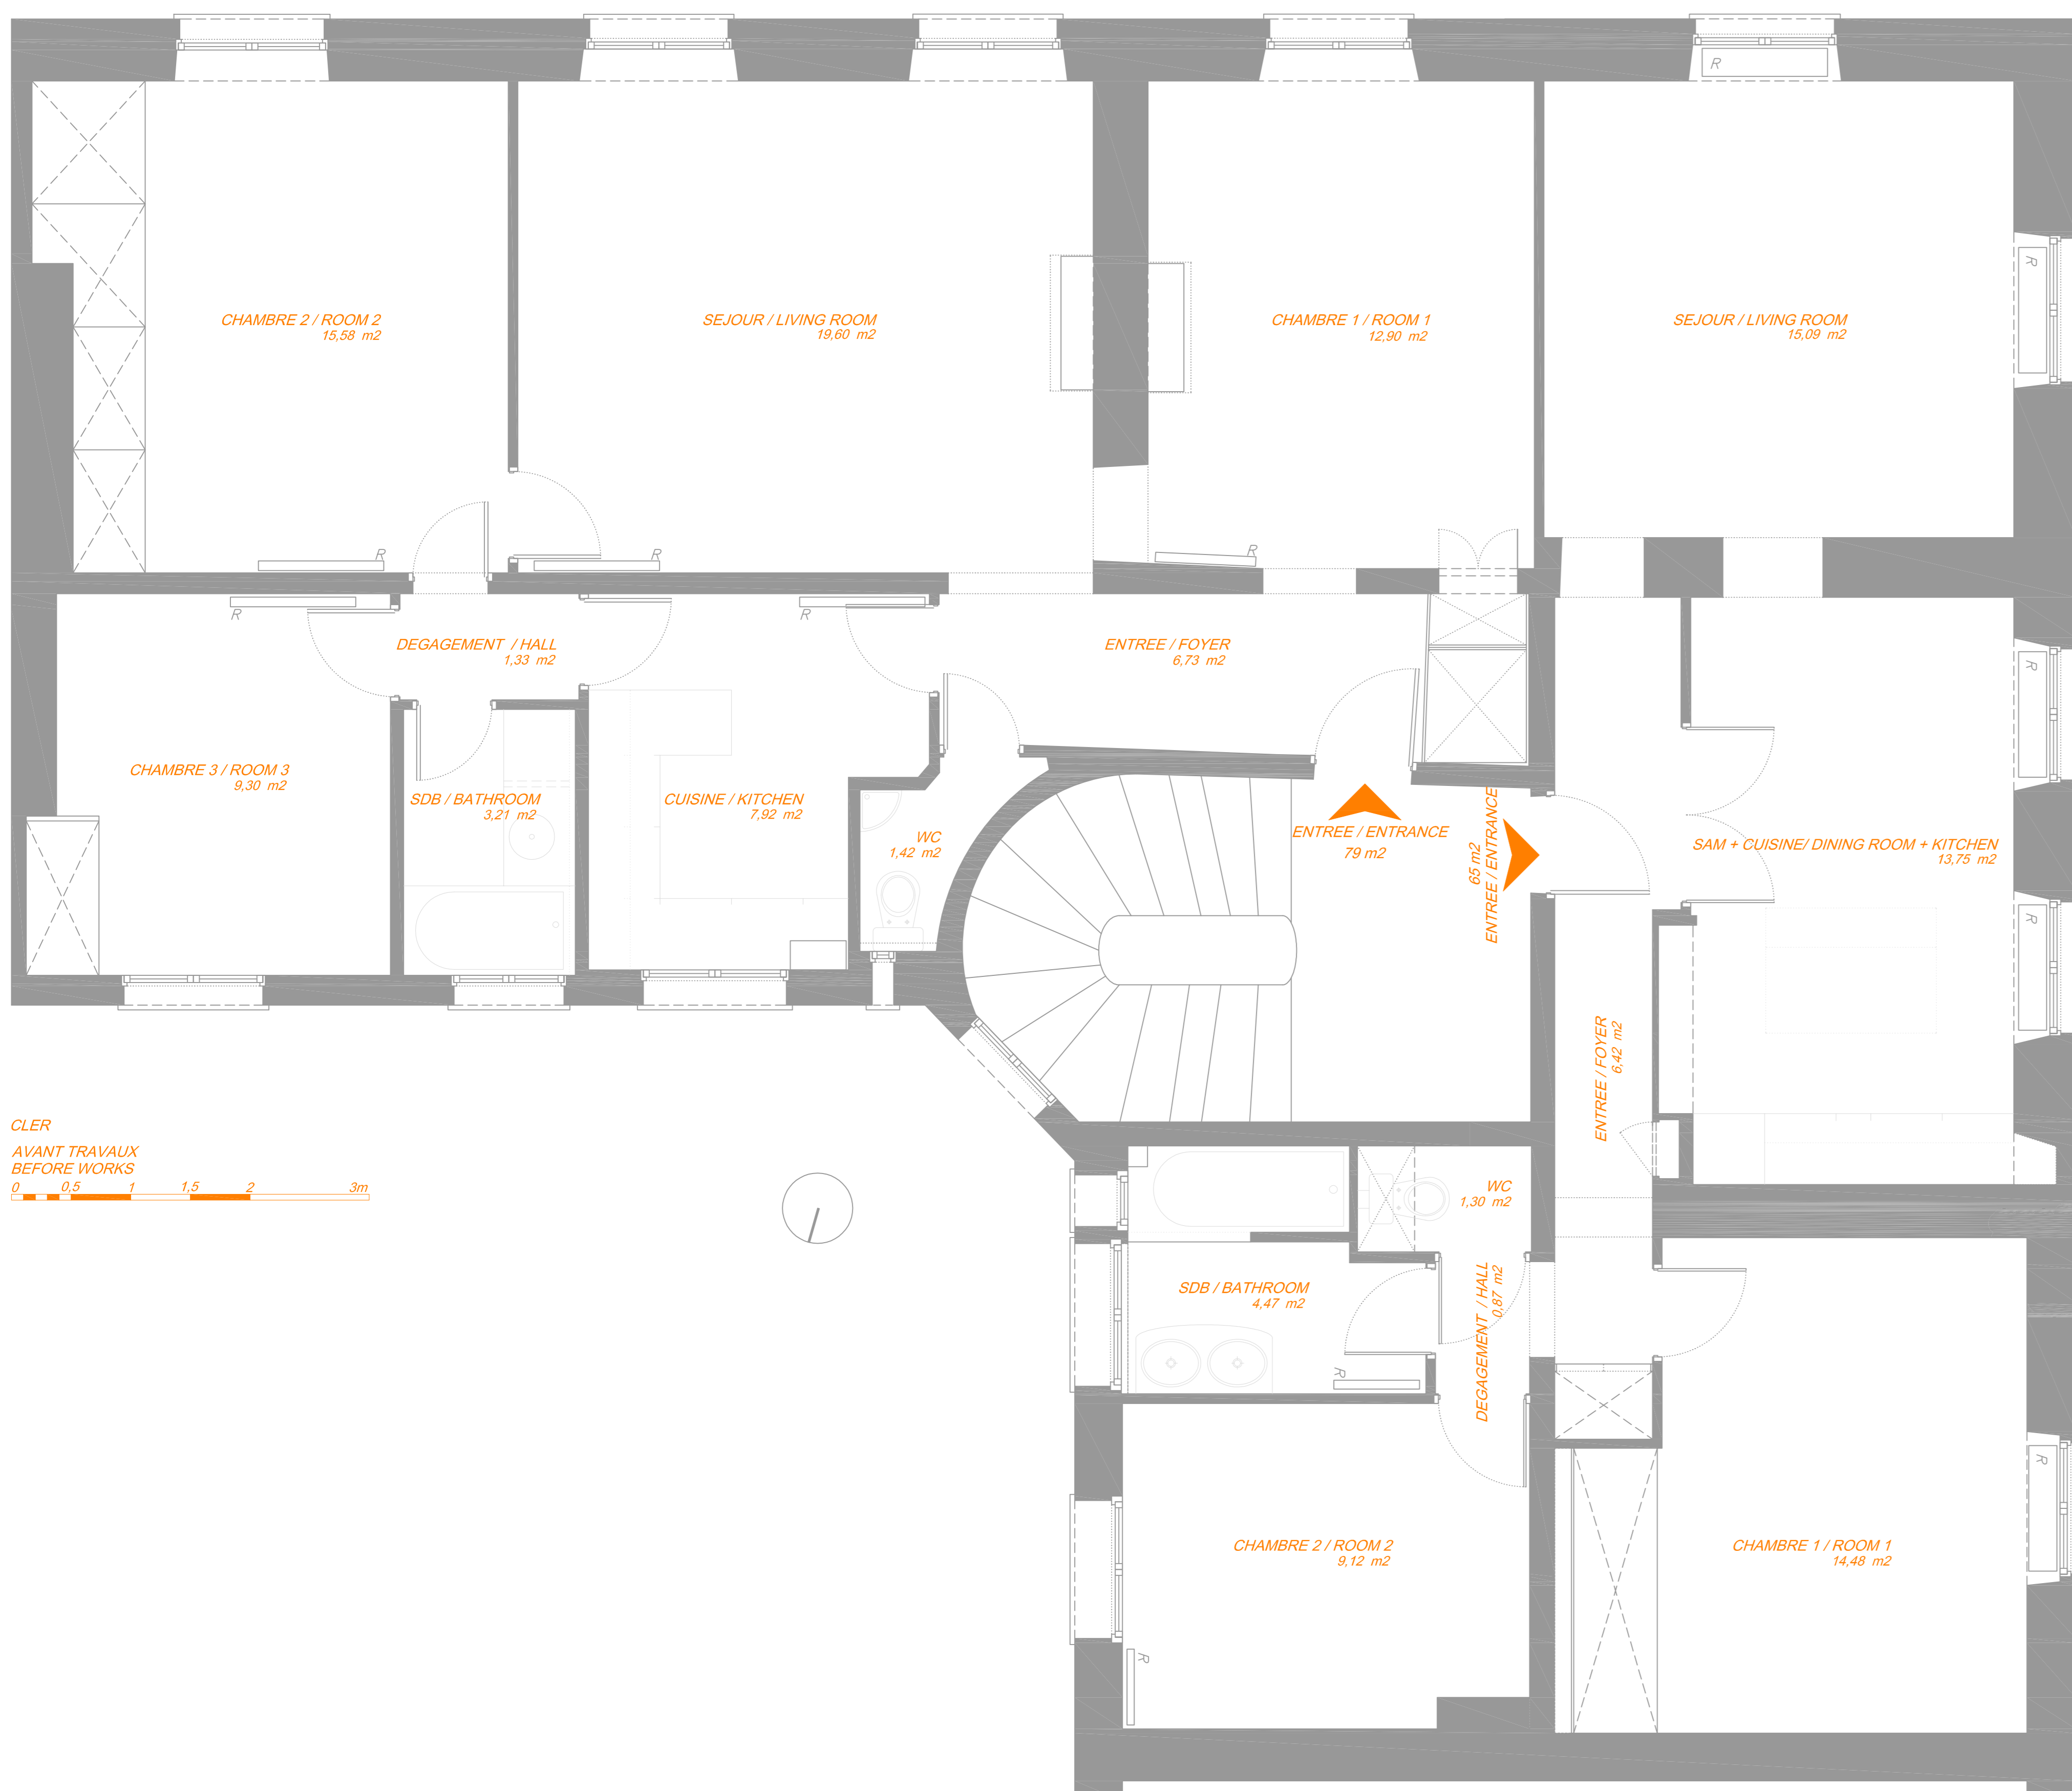 R
R
CHAMBRE 2 / ROOM 2
15,58 m2
SEJOUR / LIVING ROOM
19,60 m2
CHAMBRE 1 / ROOM 1
12,90 m2
SEJOUR / LIVING ROOM
15,09 m2
R
R
R
R
R
R
DEGAGEMENT / HALL
1,33 m2
ENTREE / FOYER
6,73 m2
CHAMBRE 3 / ROOM 3
9,30 m2
SDB / BATHROOM
3,21 m2
CUISINE / KITCHEN
7,92 m2
WC
1,42 m2
ENTREE / ENTRANCE
79 m2
65 m2
ENTREE / ENTRANCE
SAM + CUISINE/ DINING ROOM + KITCHEN
13,75 m2
R
ENTREE / FOYER
6,42 m2
CLER
AVANT TRAVAUX
BEFORE WORKS
0 0,5 1 1,5 2 3m
WC
1,30 m2
SDB / BATHROOM
4,47 m2
DEGAGEMENT / HALL
0,87 m2
R
R
CHAMBRE 2 / ROOM 2
9,12 m2
CHAMBRE 1 / ROOM 1
14,48 m2
R